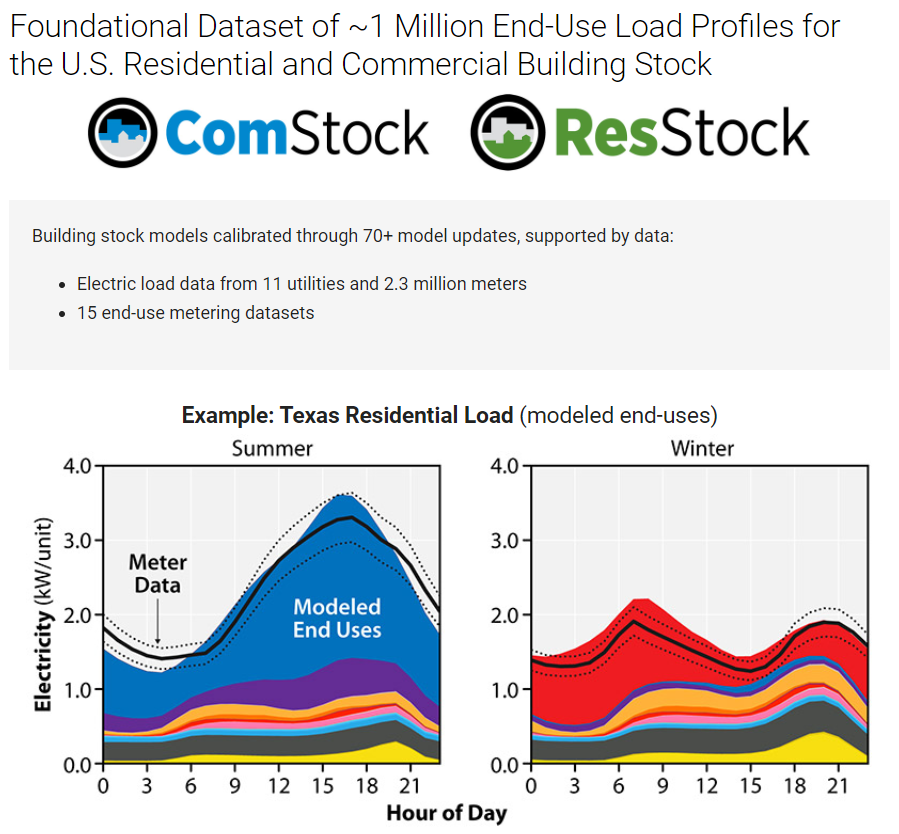 Foundational Dataset of ~1 Million End-Use Load Profiles for
the U.S. Residential and Commercial Building Stock
ComStock ResStock
Building stock models calibrated through 70+ model updates, supported by data:
• Electric load data from 11 utilities and 2.3 million meters
• 15 end-use metering datasets
Example: Texas Residential Load (modeled end-uses)
Summer
Electricity (kW/unit)
4.0
3.0
2.0
1.0
0.0
Meter
Data
Modeled
End Uses
0 3 6 9 12 15 18 21
Winter
4.0
3.0
2.0
1.0
0.0
0 3 6 9 12 15 18 21
Hour of Day